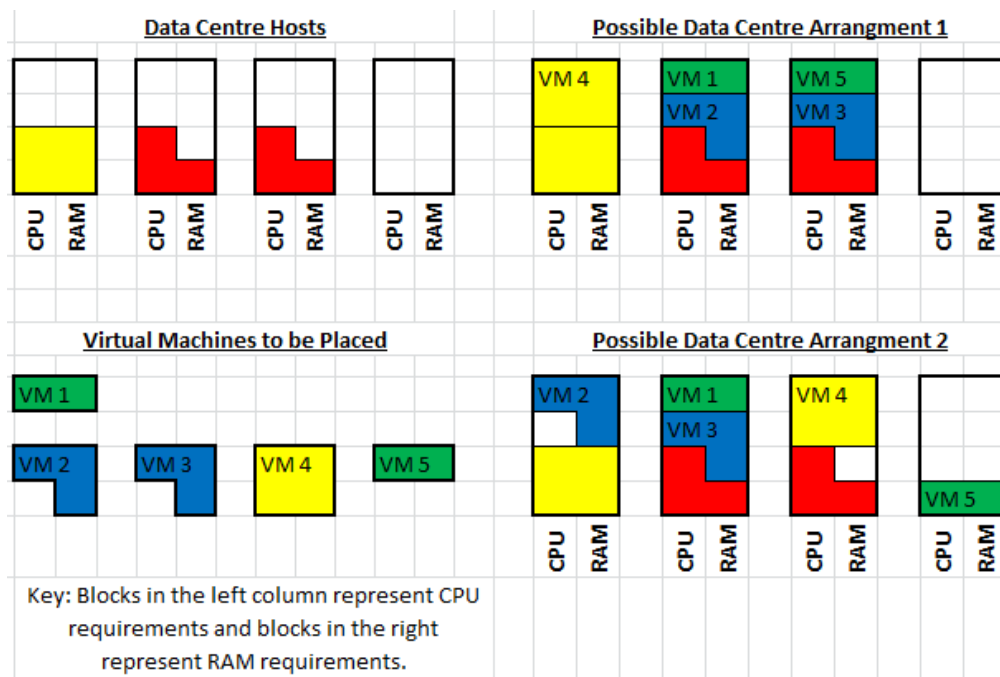 Data Centre Hosts
CPU RAM CPU RAM CPU RAM CPU RAM
Possible Data Centre Arrangment 1
VM 4 VM 1 VM 5
VM 2 VM 3
CPU RAM CPU RAM CPU RAM CPU RAM
Virtual Machines to be Placed
VM 1
VM 2 VM 3 VM 4 VM 5
Key: Blocks in the left column represent CPU
requirements and blocks in the right
represent RAM requirements.
Possible Data Centre Arrangment 2
VM 2 VM 1 VM 4
VM 3
VM 5
CPU RAM CPU RAM CPU RAM CPU RAM